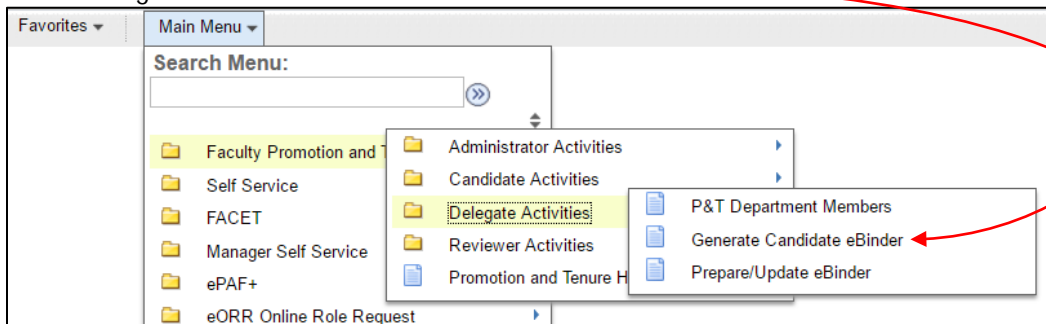 Favorites
Main Menu
Search Menu:
Faculty Promotion and
Self Service
FACET
Manager Self Service
ePAF+
eORR Online Role Request
Administrator Activities
Candidate Activities
Delegate Activities
Reviewer Activities
Promotion and Tenure H
P&T Department Members
Generate Candidate eBinder
Prepare/Update eBinder